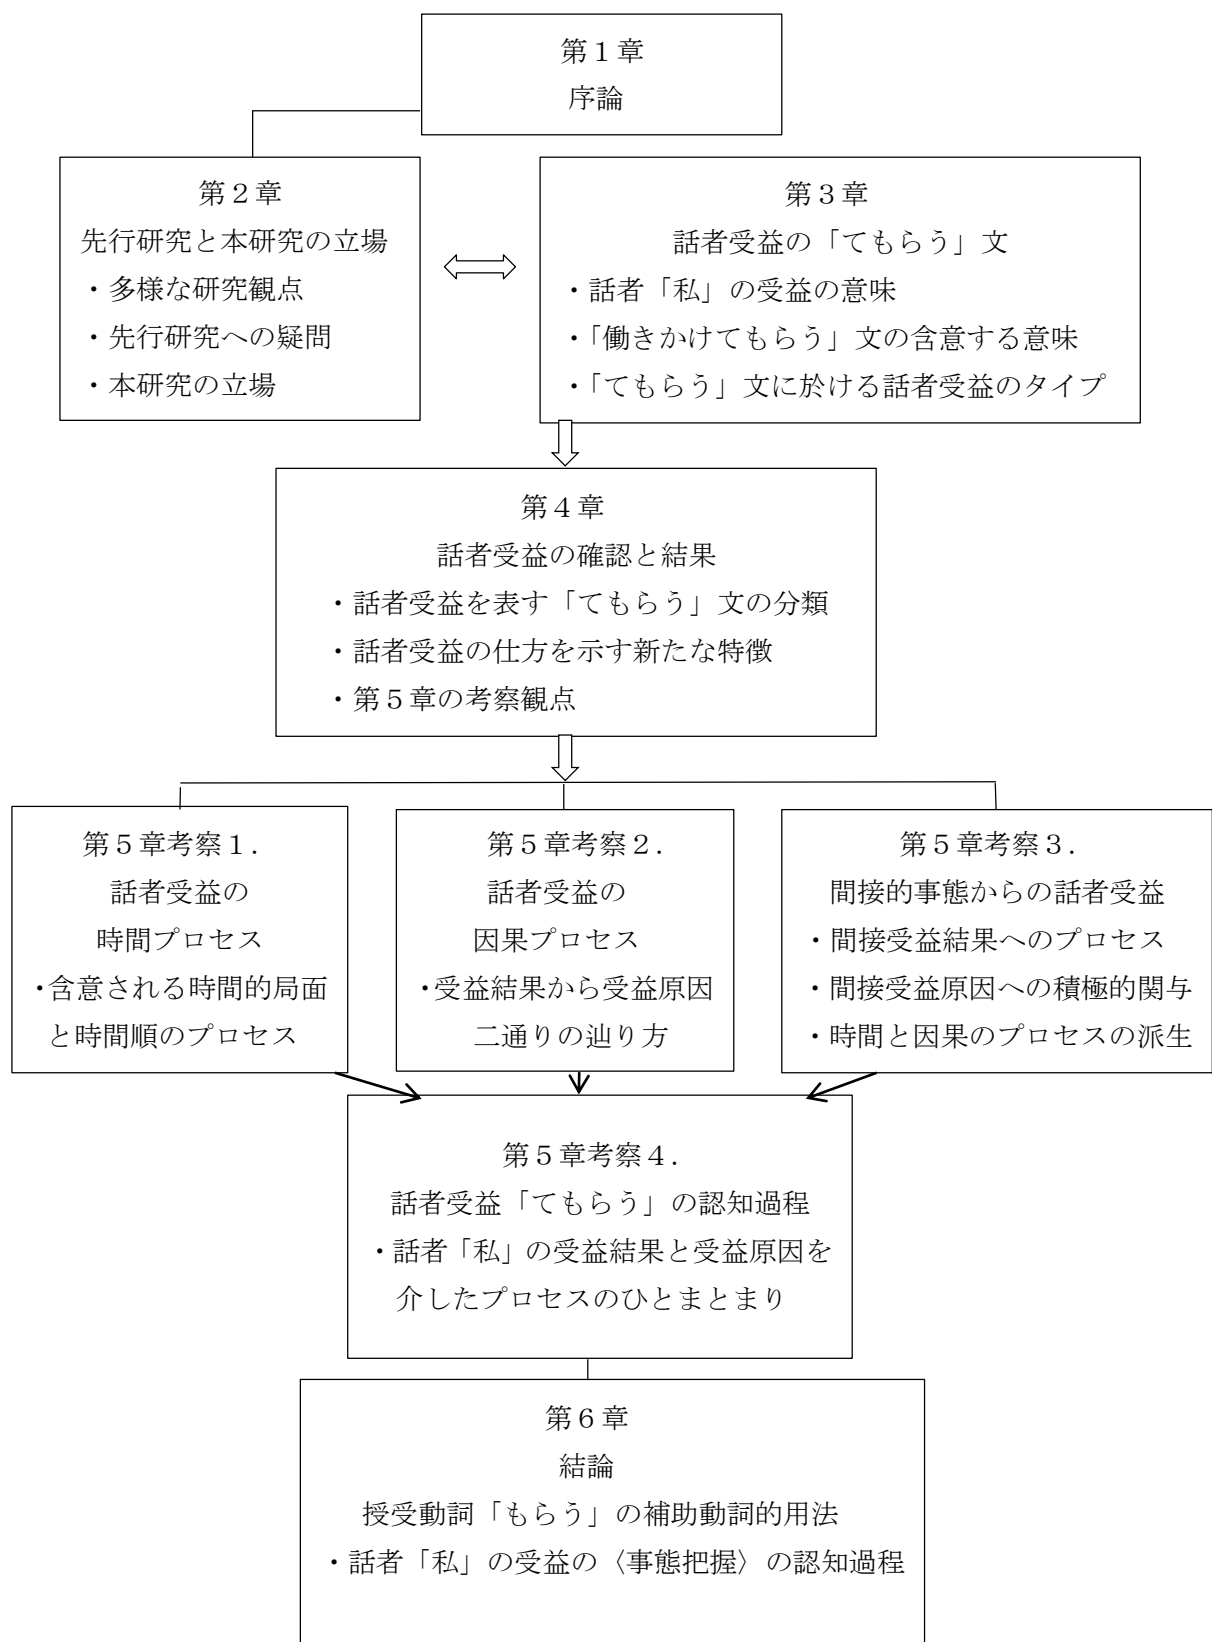 第１章
序論
第２章
先行研究と本研究の立場
・多様な研究観点
・先行研究への疑問
・本研究の立場
第３章
話者受益の「てもらう」文
・話者「私」の受益の意味
・「働きかけてもらう」文の含意する意味
・「てもらう」文に於ける話者受益のタイプ
第４章
話者受益の確認と結果
・話者受益を表す「てもらう」文の分類
・話者受益の仕方を示す新たな特徴
・第５章の考察観点
第５章考察１．
話者受益の
時間プロセス
・含意される時間的局面
と時間順のプロセス
第５章考察２．
話者受益の
因果プロセス
・受益結果から受益原因
二通りの辿り方
第５章考察３．
間接的事態からの話者受益
・間接受益結果へのプロセス
・間接受益原因への積極的関与
・時間と因果のプロセスの派生
第５章考察４．
話者受益「てもらう」の認知過程
・話者「私」の受益結果と受益原因を
介したプロセスのひとまとまり
第６章
結論
授受動詞「もらう」の補助動詞的用法
・話者「私」の受益の〈事態把握〉の認知過程